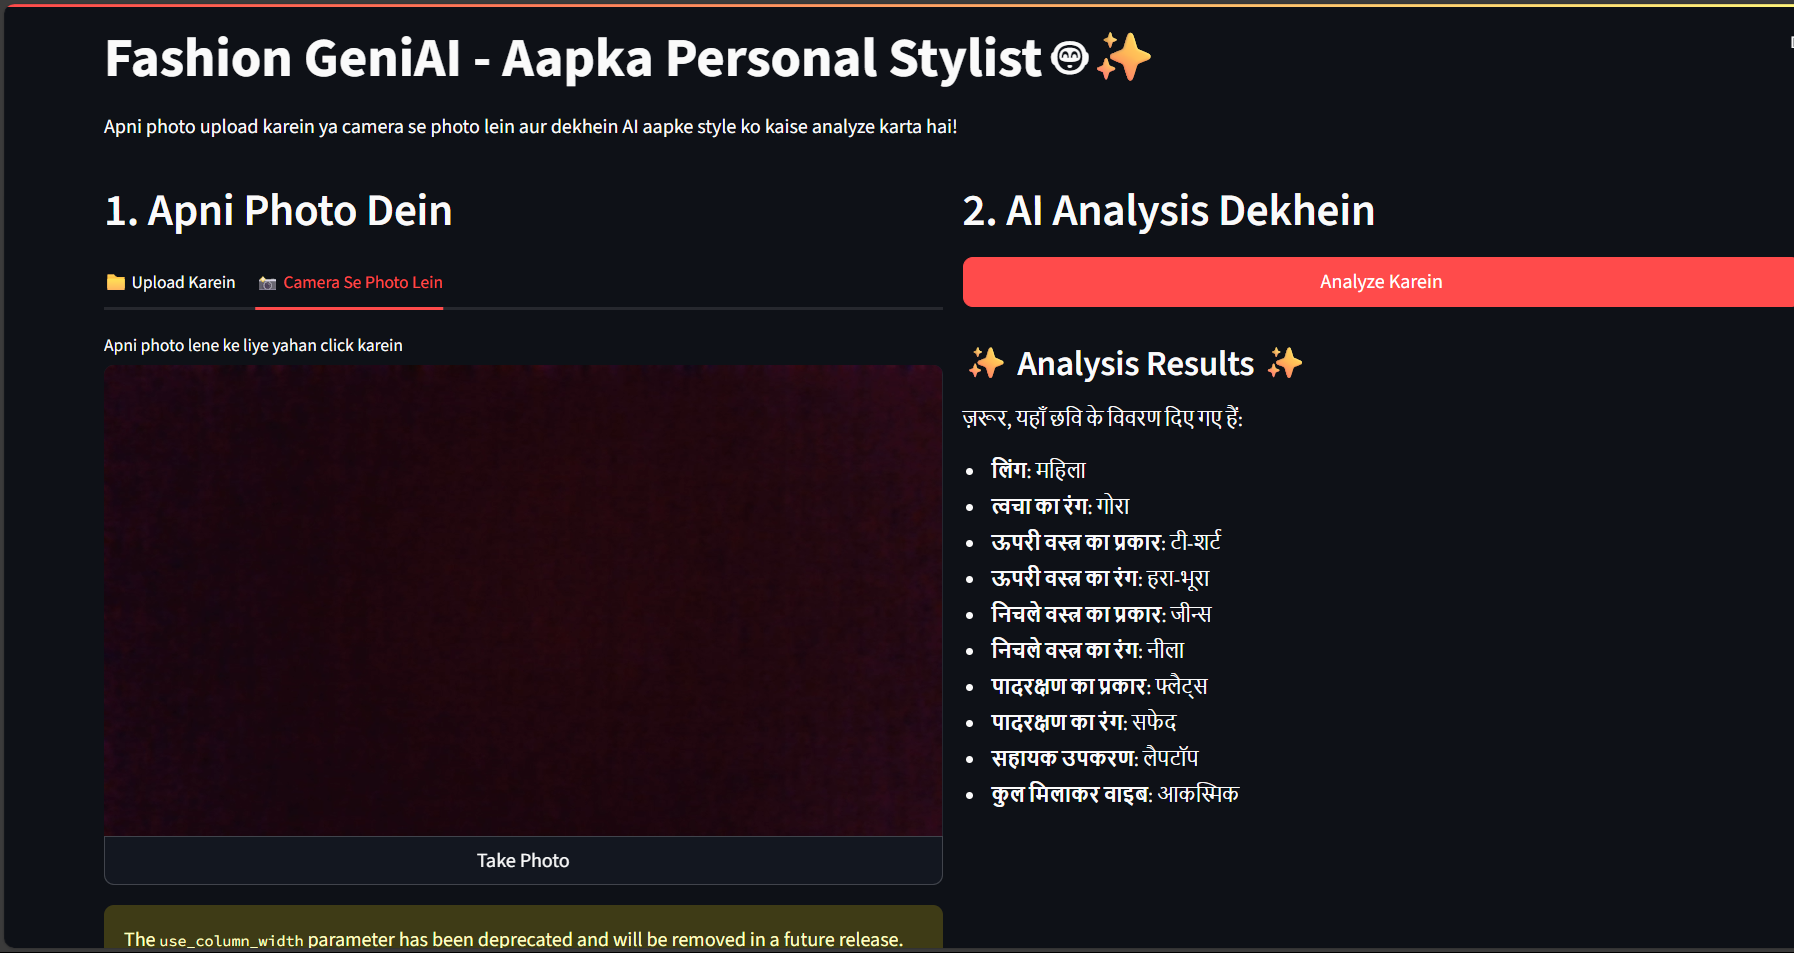 Fashion GeniAI - Aapka Personal Stylist
Apni photo upload karein ya camera se photo lein aur dekhein AI aapke style ko kaise analyze karta hai!
1. Apni Photo Dein
Upload Karein
Camera Se Photo Lein
Apni photo lene ke liye yahan click karein
Take Photo
The use_column_width parameter has been deprecated and will be removed in a future release.
2. AI Analysis Dekhein
Analyze Karein
✨ Analysis Results ✨
ज़रूर, यहाँ छवि के विवरण दिए गए हैं:
• लिंग: महिला
• त्वचा का रंग: गोरा
• ऊपरी वस्त्र का प्रकार: टी-शर्ट
• ऊपरी वस्त्र का रंग: हरा-भूरा
• निचले वस्त्र का प्रकार: जीन्स
• निचले वस्त्र का रंग: नीला
• पादरक्षण का प्रकार: फ्लैट्स
• पादरक्षण का रंग: सफेद
• सहायक उपकरण: लैपटॉप
• कुल मिलाकर वाइब: आकस्मिक